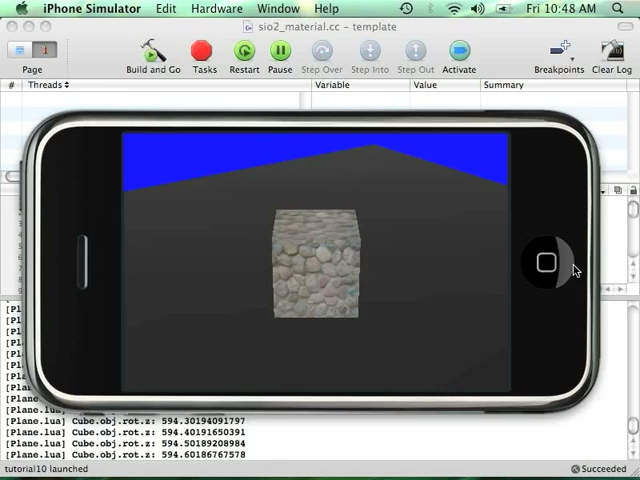 iPhone Simulator Edit Hardware Window Help Fri 10:48 AM
sio2_material.cc - template
Page Build and Go Tasks Restart Pause Step Over Step Into Step Out Activate Breakpoints Clear Log
# Threads Variable Value Summary
[Plane.lua] Cube.obj.rot.z: 594.30194091797
[Plane.lua] Cube.obj.rot.z: 594.40191650391
[Plane.lua] Cube.obj.rot.z: 594.50189208984
[Plane.lua] Cube.obj.rot.z: 594.60186767578
tutorial10 launched Succeeded